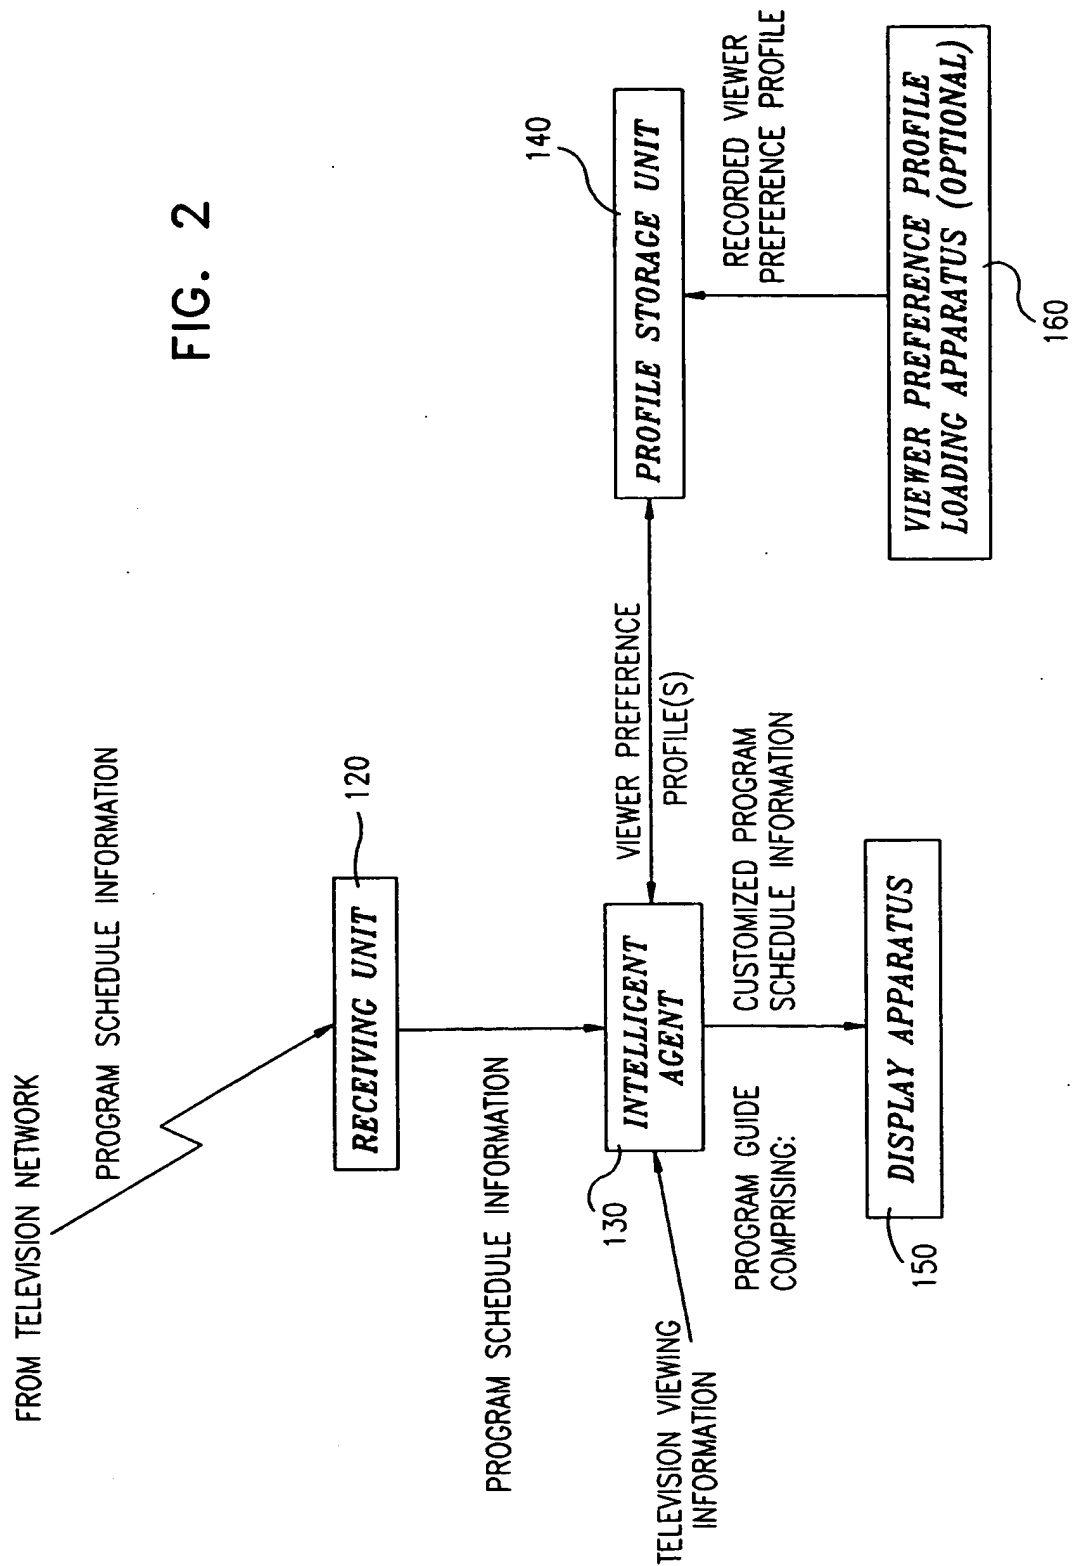 FIG. 2
FROM TELEVISION NETWORK
PROGRAM SCHEDULE INFORMATION
120
RECEIVING UNIT
PROGRAM SCHEDULE INFORMATION
130
INTELLIGENT
AGENT
TELEVISION VIEWING
INFORMATION
VIEWER PREFERENCE
PROFILE(S)
140
PROFILE STORAGE UNIT
RECORDED VIEWER
PREFERENCE PROFILE
PROGRAM GUIDE
COMPRISING:
CUSTOMIZED PROGRAM
SCHEDULE INFORMATION
150
DISPLAY APPARATUS
VIEWER PREFERENCE PROFILE
LOADING APPARATUS (OPTIONAL)
160